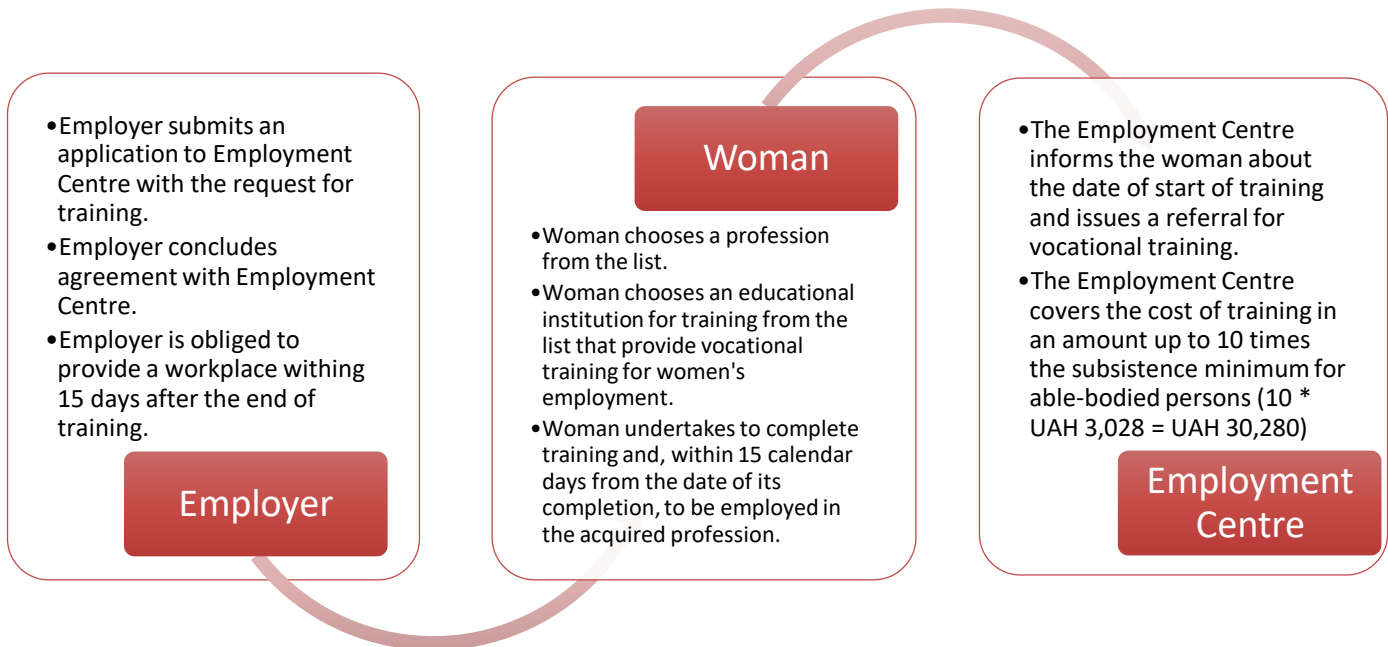 •Employer submits an
application to Employment
Centre with the request for
training.
•Employer concludes
agreement with Employment
Centre.
•Employer is obliged to
provide a workplace withing
15 days after the end of
training.
Employer
Woman
•Woman chooses a profession
from the list.
•Woman chooses an educational
institution for training from the
list that provide vocational
training for women's
employment.
•Woman undertakes to complete
training and, within 15 calendar
days from the date of its
completion, to be employed in
the acquired profession.
•The Employment Centre
informs the woman about
the date of start of training
and issues a referral for
vocational training.
•The Employment Centre
covers the cost of training in
an amount up to 10 times
the subsistence minimum for
able-bodied persons (10 *
UAH 3,028 = UAH 30,280)
Employment
Centre